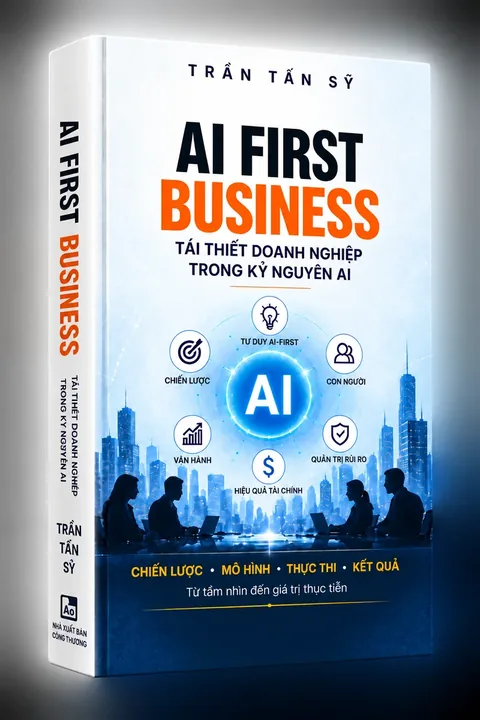 TRẦN TẤN SỸ
AI FIRST
BUSINESS
TÁI THIẾT DOANH NGHIỆP
TRONG KỶ NGUYÊN AI
TƯ DUY AI-FIRST
CHIẾN LƯỢC
CON NGƯỜI
AI
VẬN HÀNH
QUẢN TRỊ RỦI RO
$
HIỆU QUẢ TÀI CHÍNH
CHIẾN LƯỢC • MÔ HÌNH • THỰC THI • KẾT QUẢ
Từ tầm nhìn đến giá trị thực tiễn
AI FIRST BUSINESS
TÁI THIẾT DOANH NGHIỆP
TRONG KỶ NGUYÊN AI
TRẦN
TẤN
SỸ
Ao
NHÀ XUẤT BẢN
CÔNG THƯƠNG